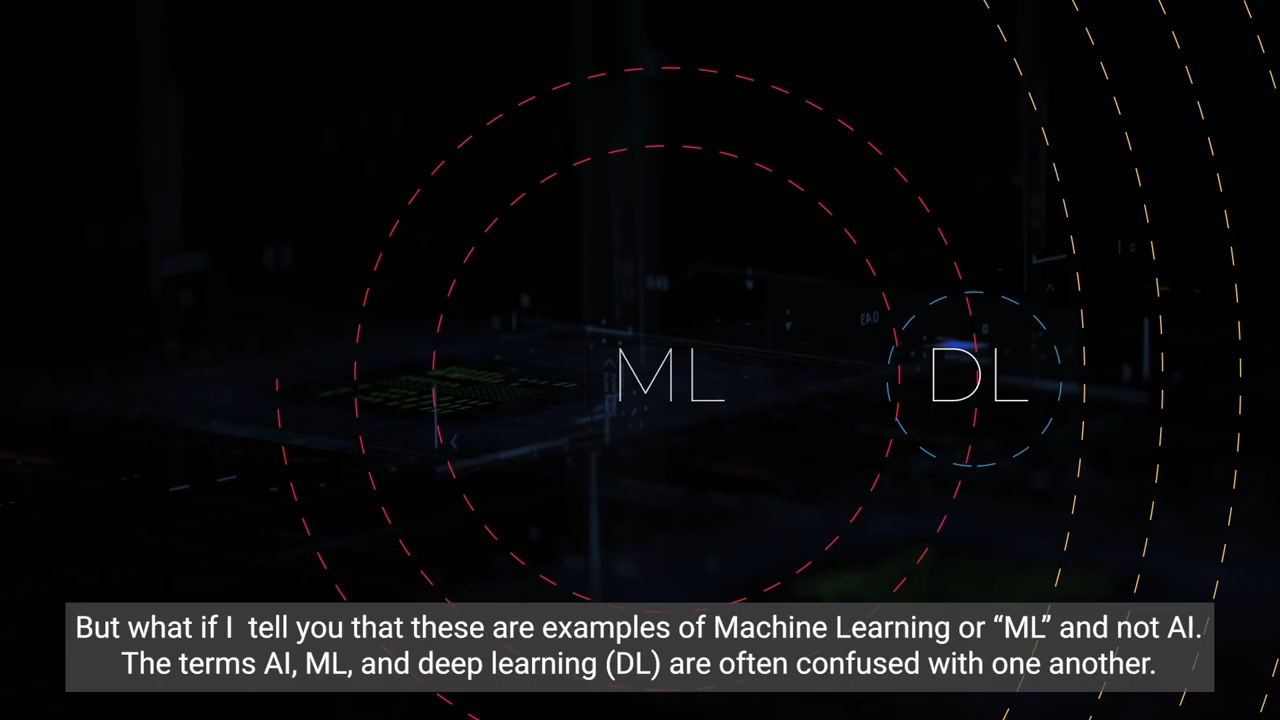 ML
DL
But what if I  tell you that these are examples of Machine Learning or “ML” and not AI.
The terms AI, ML, and deep learning (DL) are often confused with one another.